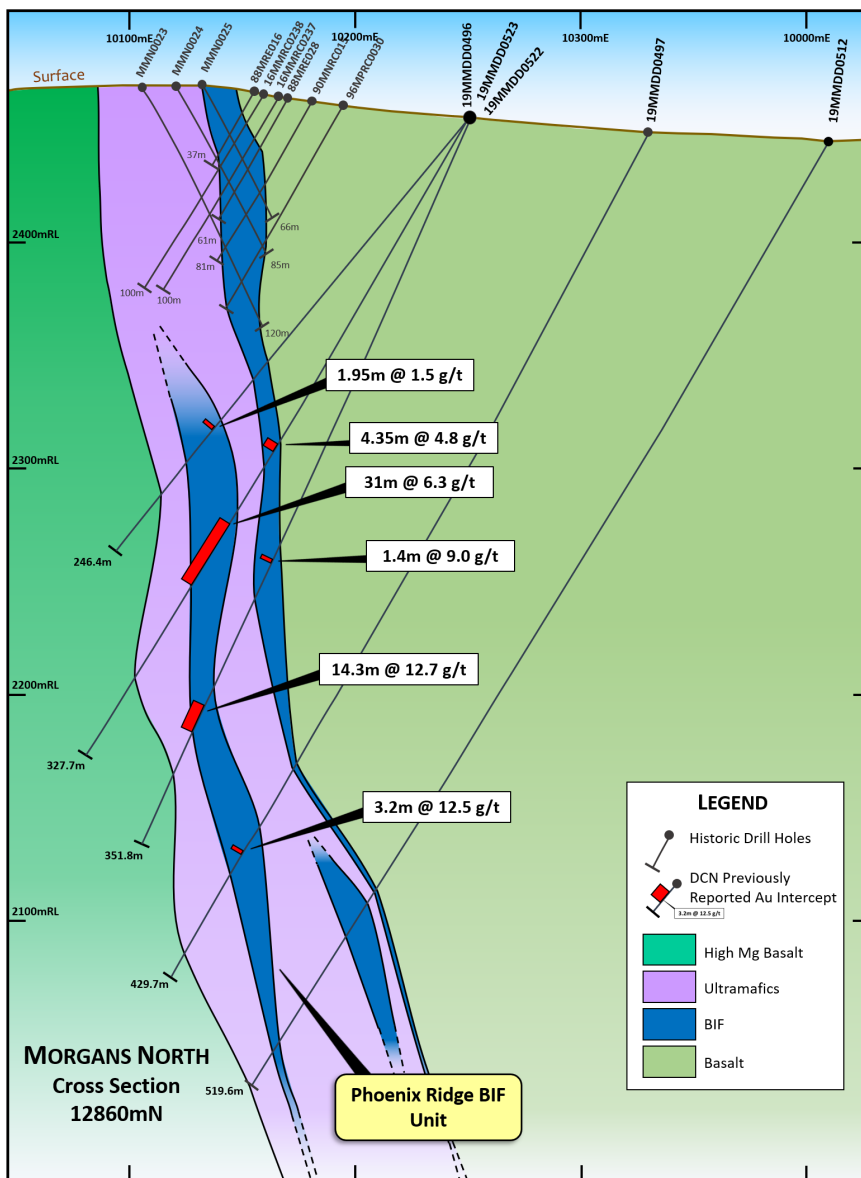 10100mE
10200mE
10300mE
10000mE
MMN0023
MMN0024
MMN0025
88MRE016
16MMRC0238
16MMRC0237
88MRE028
90MNRC015
96MPRC0030
19MMDD0496
19MMDD0523
19MMDD0522
19MMDD0497
19MMDD0512
Surface
37m
66m
61m
81m
85m
100m
100m
120m
2400mRL
2300mRL
2200mRL
2100mRL
1.95m @ 1.5 g/t
4.35m @ 4.8 g/t
31m @ 6.3 g/t
1.4m @ 9.0 g/t
14.3m @ 12.7 g/t
3.2m @ 12.5 g/t
246.4m
327.7m
351.8m
429.7m
519.6m
MORGANS NORTH
Cross Section
12860mN
Phoenix Ridge BIF
Unit
LEGEND
Historic Drill Holes
DCN Previously
Reported Au Intercept
3.2m @ 12.5 g/t
High Mg Basalt
Ultramafics
BIF
Basalt